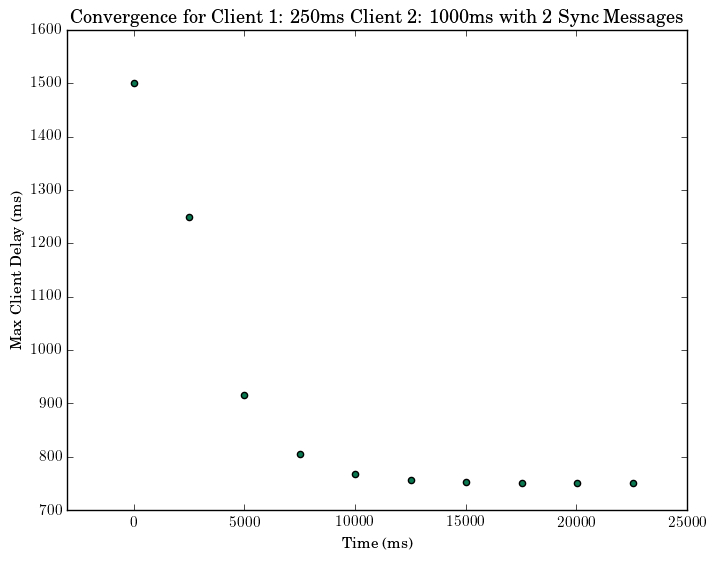 Convergence for Client 1: 250ms Client 2: 1000ms with 2 Sync Messages
1600
1500
1400
1300
1200
1100
1000
900
800
700
Max Client Delay (ms)
0 5000 10000 15000 20000 25000
Time (ms)